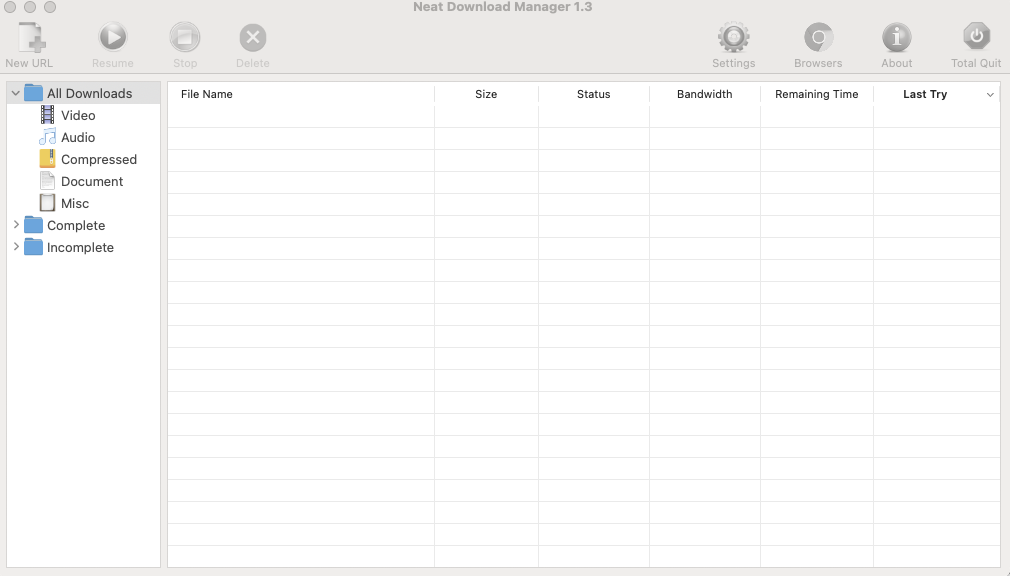 Neat Download Manager 1.3
New URL Resume Stop Delete Settings Browsers About Total Quit
All Downloads
Video
Audio
Compressed
Document
Misc
Complete
Incomplete
File Name Size Status Bandwidth Remaining Time Last Try